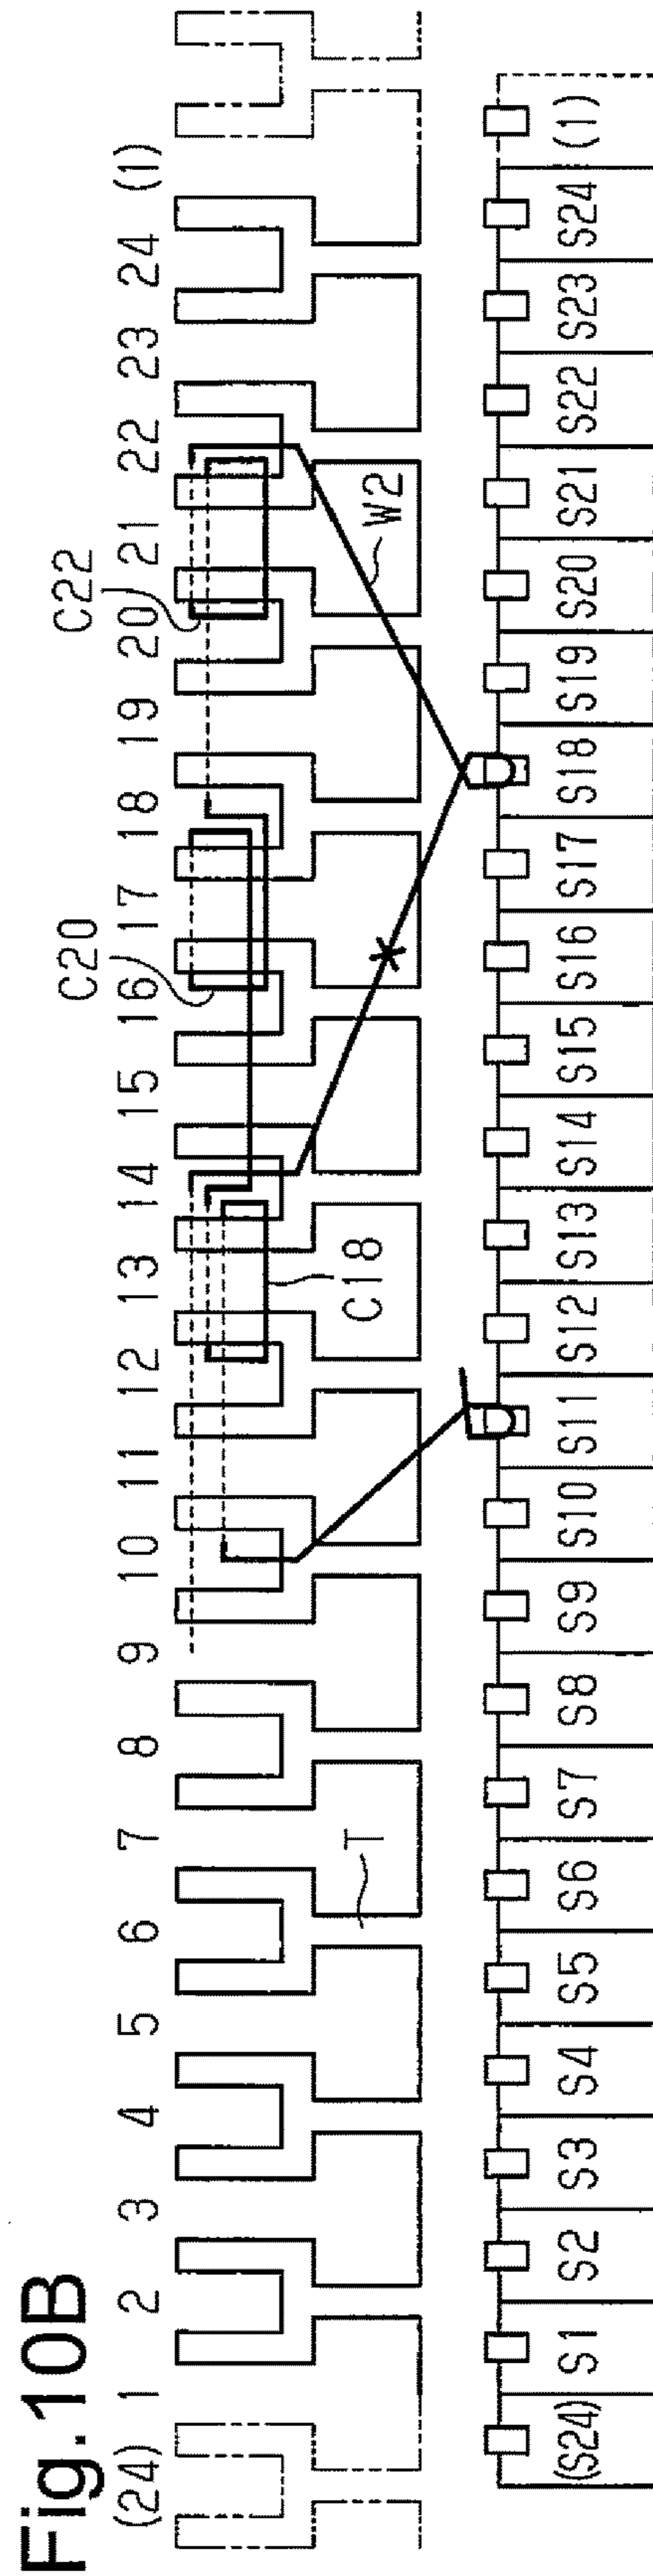 Fig.10B
(24) 1 2 3 4 5 6 7 8 9 10 11 12 13 14 15 16 17 18 19 20 21 22 23 24 (1)
C20 C22
T C18 W2
(S24) S1 S2 S3 S4 S5 S6 S7 S8 S9 S10 S11 S12 S13 S14 S15 S16 S17 S18 S19 S20 S21 S22 S23 S24 (1)